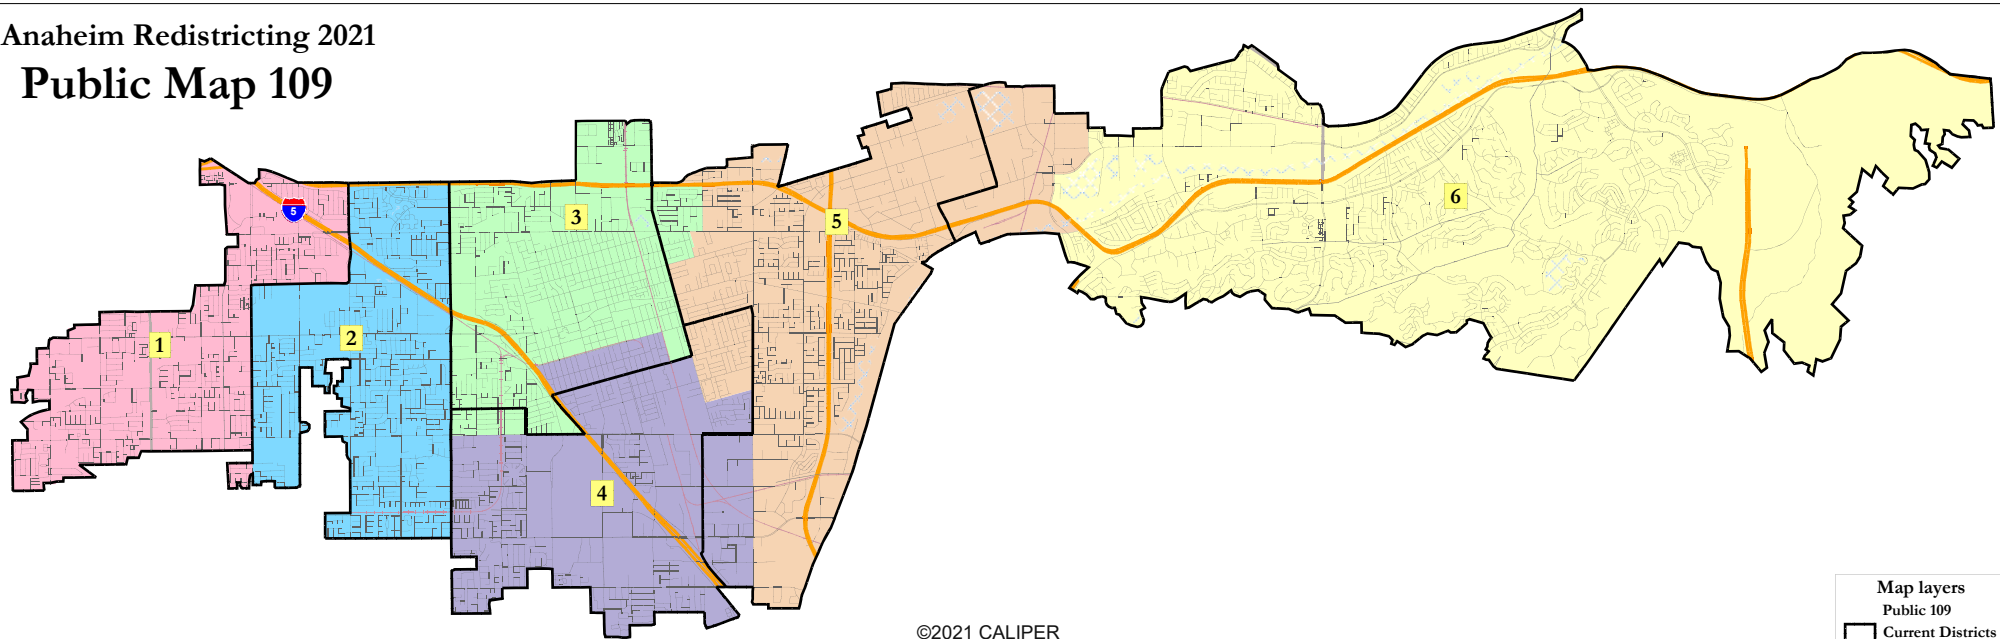 Anaheim Redistricting 2021
Public Map 109
5
3
5
6
1
2
4
©2021 CALIPER
Map layers
Public 109
Current Districts